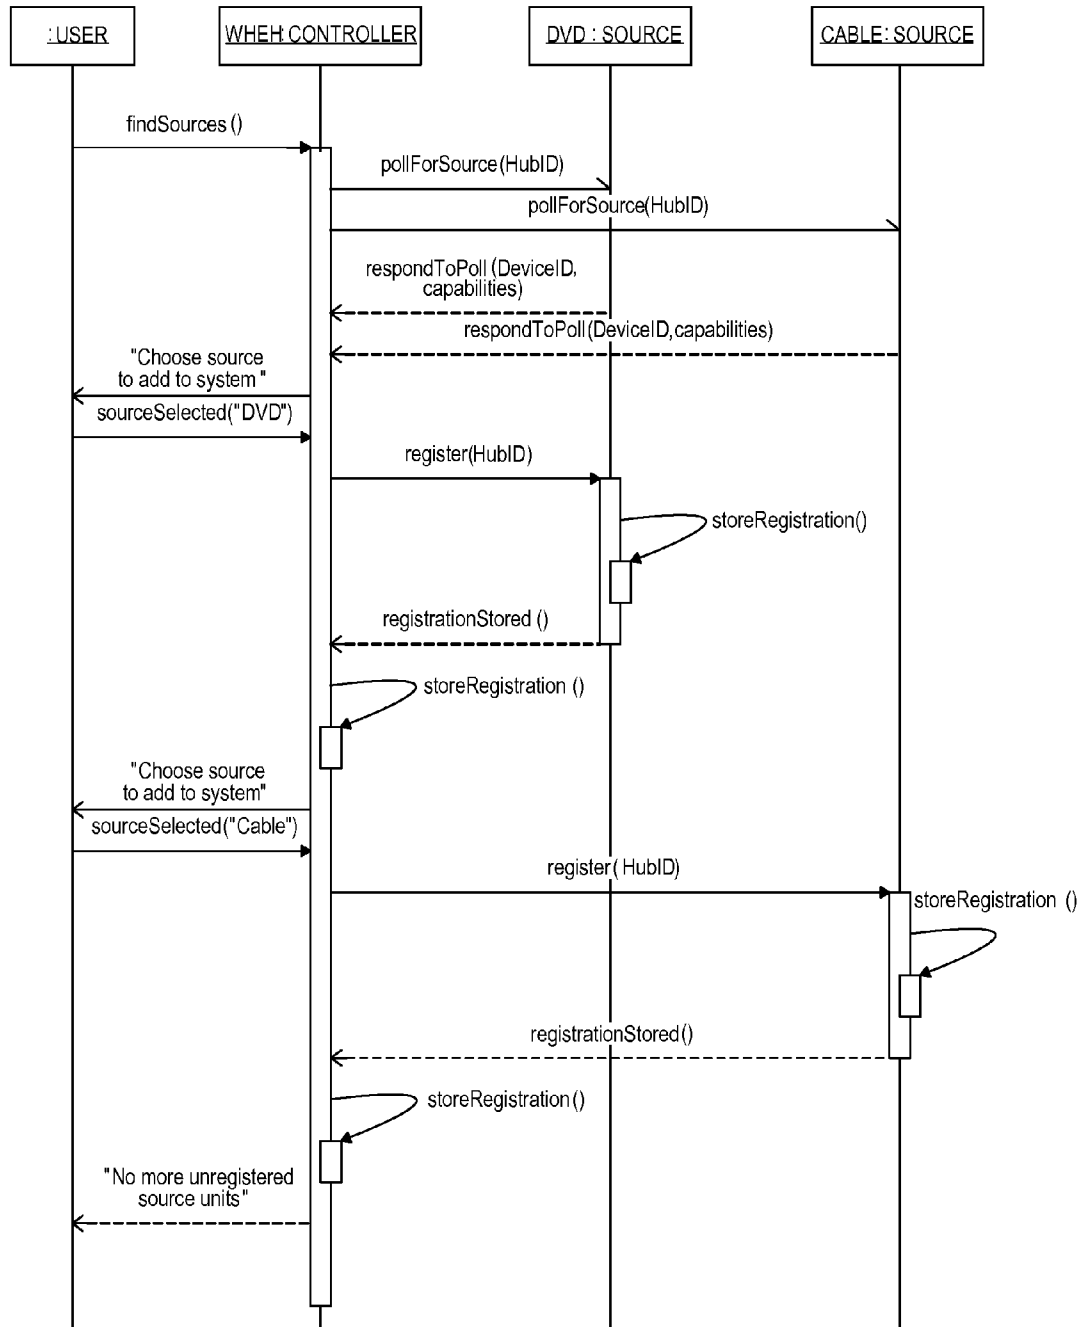 :USER
WHEH:CONTROLLER
DVD : SOURCE
CABLE: SOURCE
findSources ()
pollForSource(HubID)
pollForSource(HubID)
respondToPoll (DeviceID,
capabilities)
respondToPoll(DeviceID,capabilities)
"Choose source
to add to system "
sourceSelected("DVD")
register(HubID)
storeRegistration()
registrationStored ()
storeRegistration ()
"Choose source
to add to system"
sourceSelected("Cable")
register( HubID)
storeRegistration ()
registrationStored()
storeRegistration()
"No more unregistered
source units"